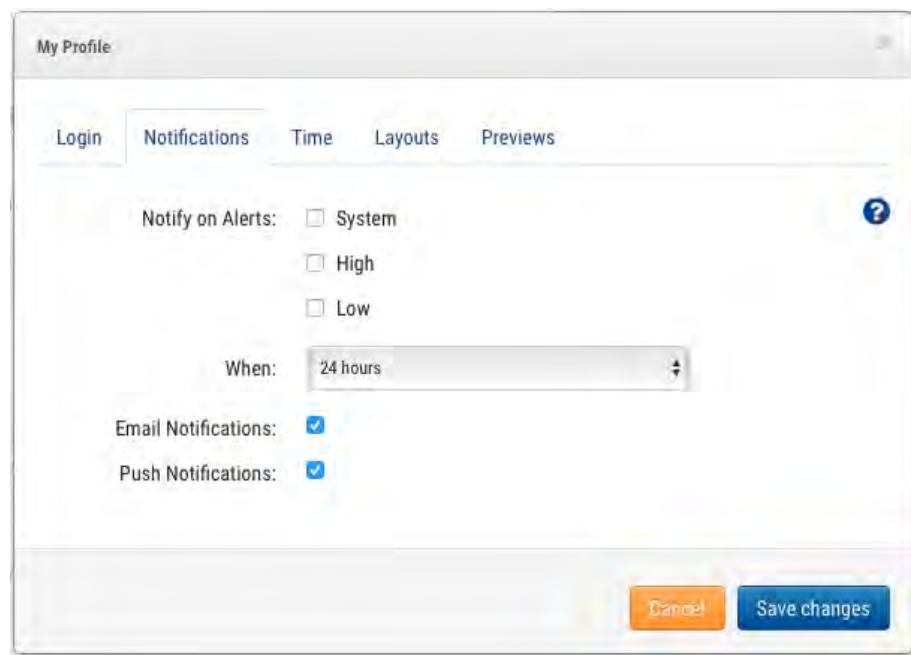 My Profile
Login Notifications Time Layouts Previews
Notify on Alerts: System
High
Low
When: 24 hours
Email Notifications:
Push Notifications:
Cancel Save changes